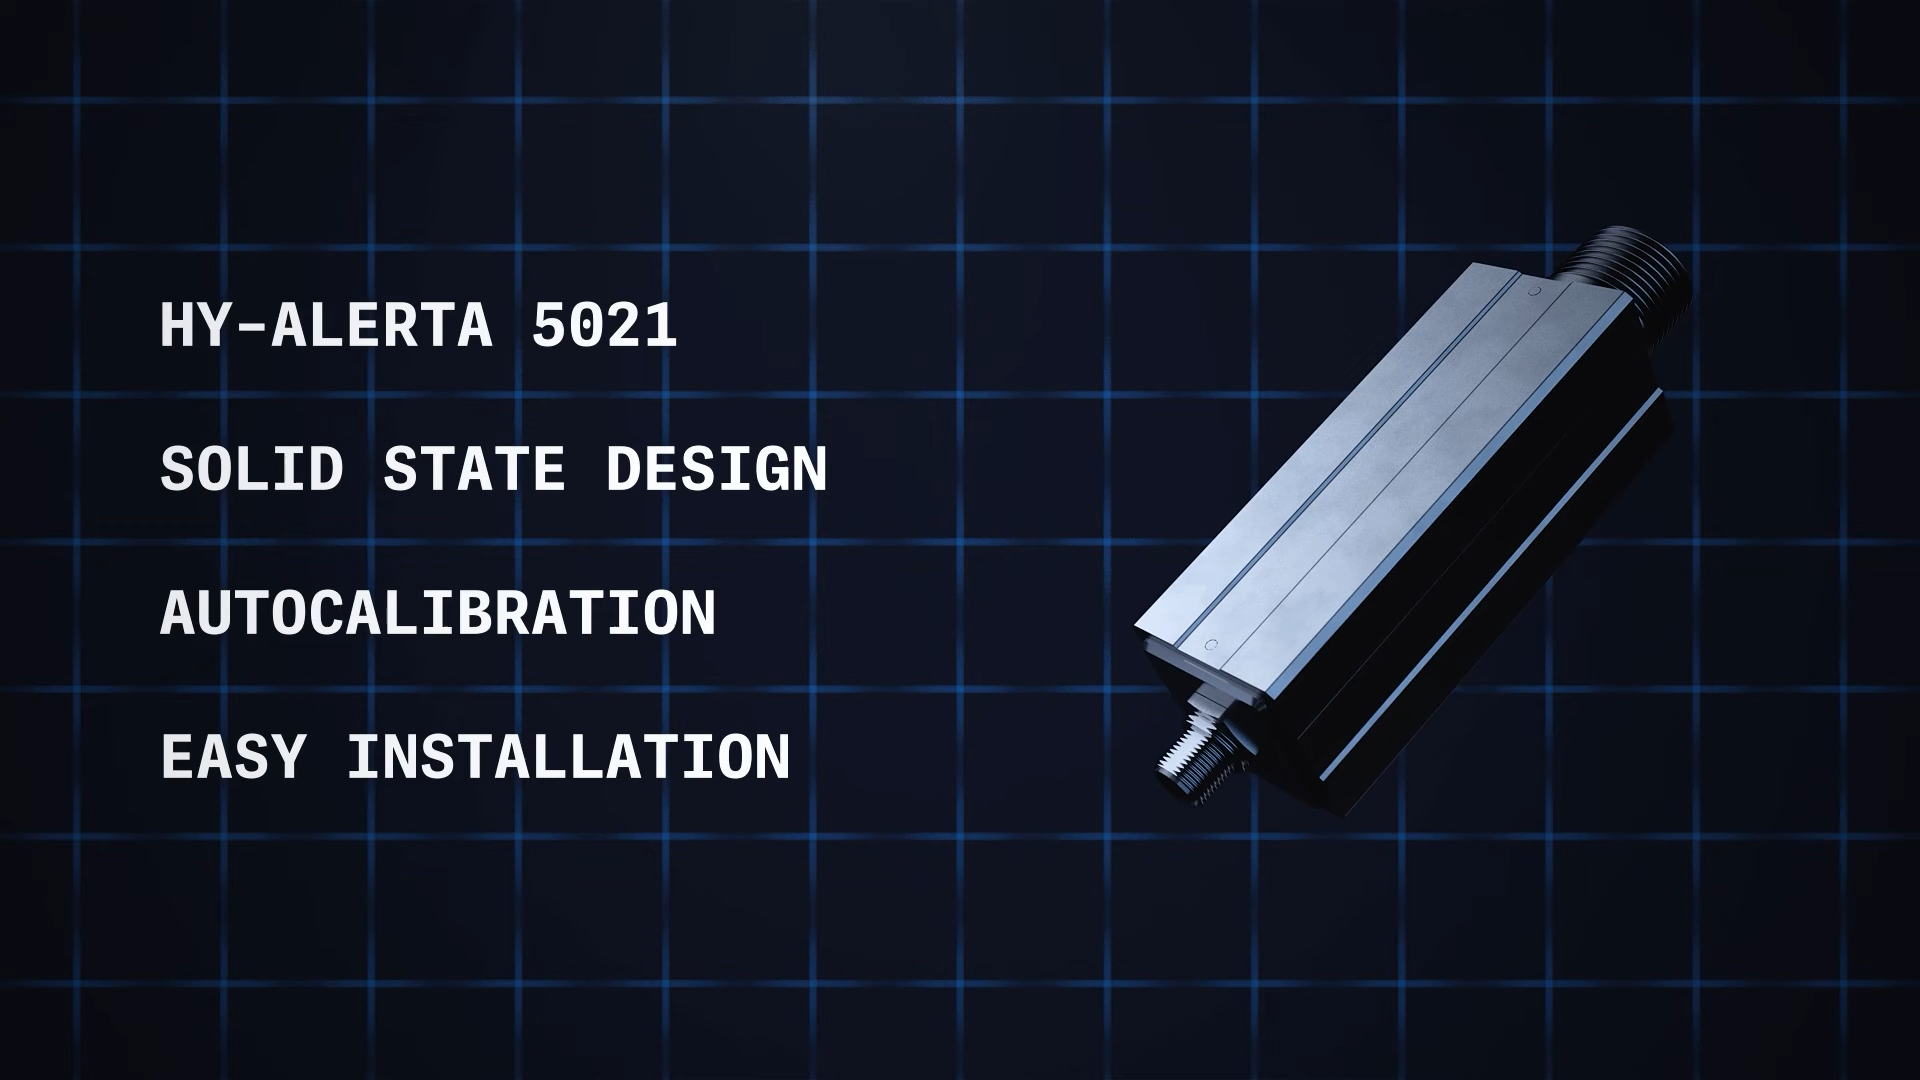 HY-ALERTA 5021
SOLID STATE DESIGN
AUTOCALIBRATION
EASY INSTALLATION